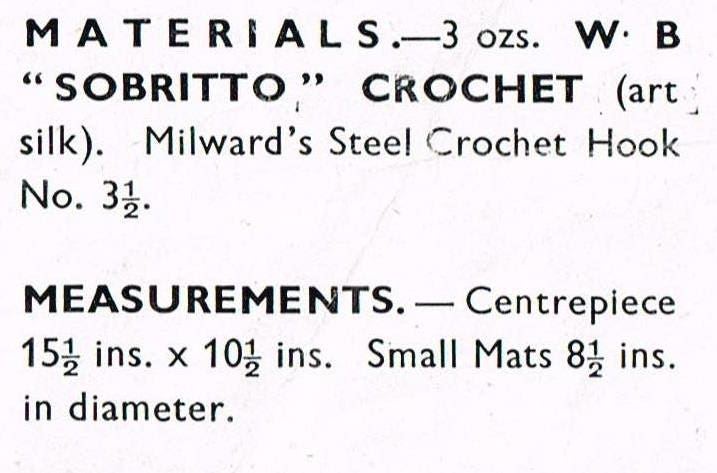 MATERIALS.—3 ozs. W· B
“SOBRITTO,” CROCHET (art
silk). Milward's Steel Crochet Hook
No. 3½.
MEASUREMENTS. — Centrepiece
15½ ins. x 10½ ins. Small Mats 8½ ins.
in diameter.